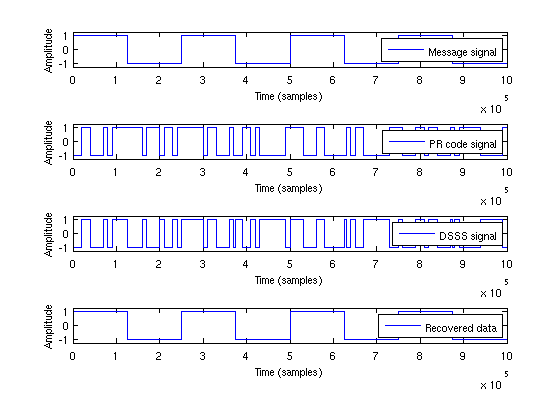 Amplitude
1
0
-1
Message signal
0 1 2 3 4 5 6 7 8 9 10
Time (samples)
x 10^5
Amplitude
1
0
-1
PR code signal
0 1 2 3 4 5 6 7 8 9 10
Time (samples)
x 10^5
Amplitude
1
0
-1
DSSS signal
0 1 2 3 4 5 6 7 8 9 10
Time (samples)
x 10^5
Amplitude
1
0
-1
Recovered data
0 1 2 3 4 5 6 7 8 9 10
Time (samples)
x 10^5